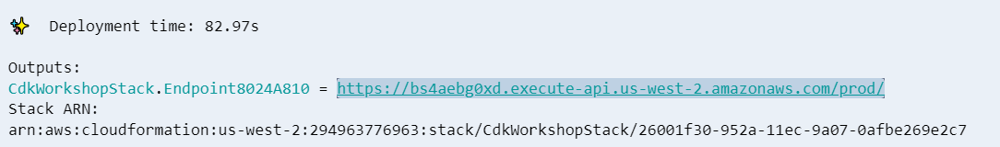 ✨ Deployment time: 82.97s
Outputs:
CdkWorkshopStack.Endpoint8024A810 = https://bs4aebg0xd.execute-api.us-west-2.amazonaws.com/prod/
Stack ARN:
arn:aws:cloudformation:us-west-2:294963776963:stack/CdkWorkshopStack/26001f30-952a-11ec-9a07-0afbe269e2c7